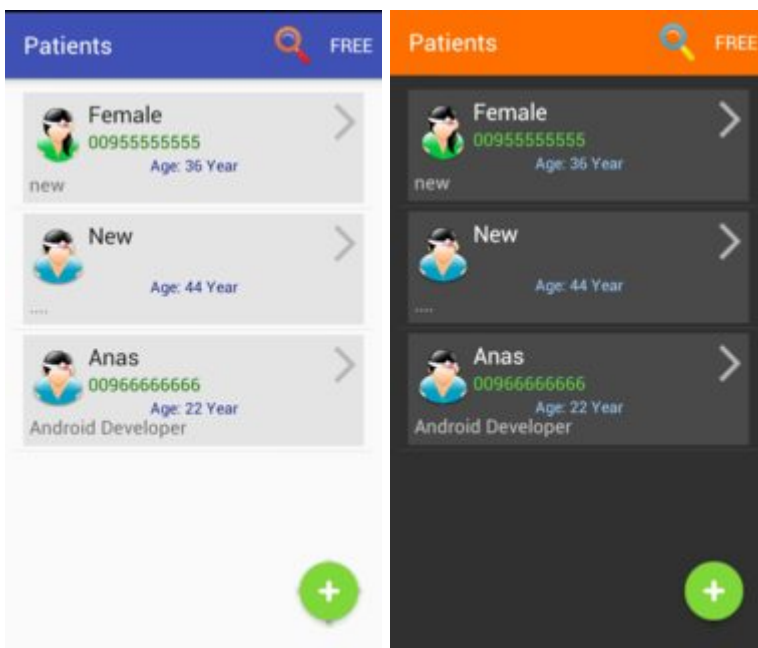 Patients FREE
Female
00955555555
Age: 36 Year
new
New
Age: 44 Year
....
Anas
00966666666
Age: 22 Year
Android Developer
+
Patients FREE
Female
00955555555
Age: 36 Year
new
New
Age: 44 Year
....
Anas
00966666666
Age: 22 Year
Android Developer
+